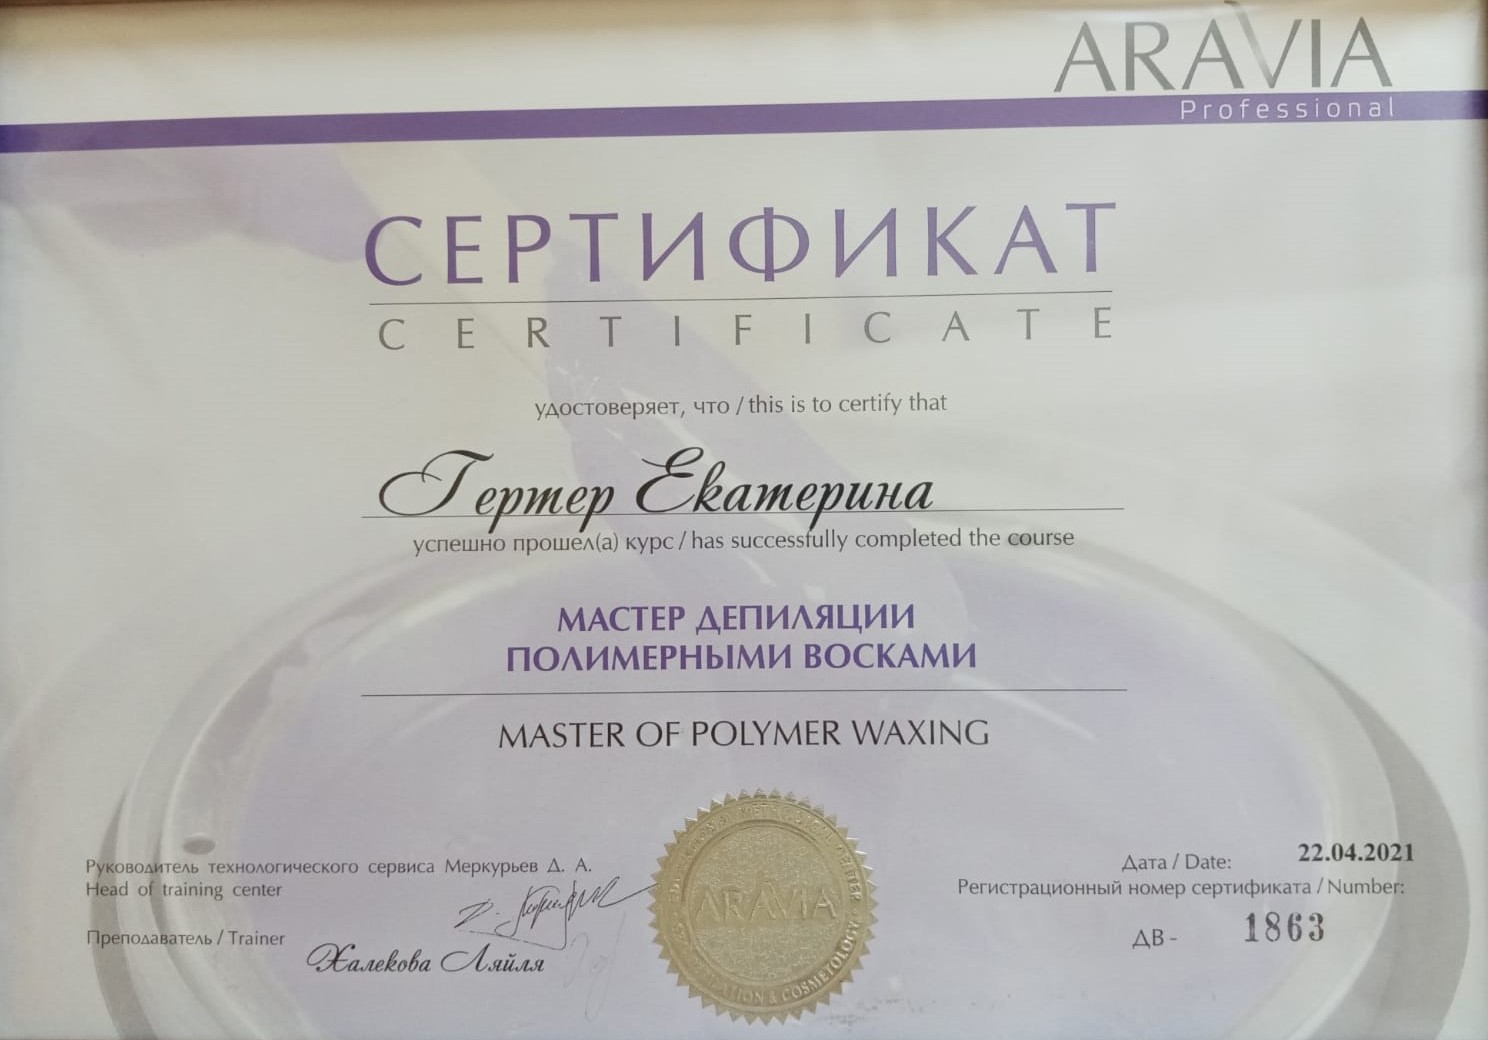 ARAVIA
Professional
СЕРТИФИКАТ
CERTIFICATE
удостоверяет, что / this is to certify that
Гертер Екатерина
успешно прошел(а) курс / has successfully completed the course
МАСТЕР ДЕПИЛЯЦИИ
ПОЛИМЕРНЫМИ ВОСКАМИ
MASTER OF POLYMER WAXING
Руководитель технологического сервиса Меркурьев Д. А.
Head of training center
Преподаватель / Trainer
Халекова Ляйля
ARAVIA
& COSMETOLOGY
Дата / Date: 22.04.2021
Регистрационный номер сертификата / Number:
ДВ - 1863